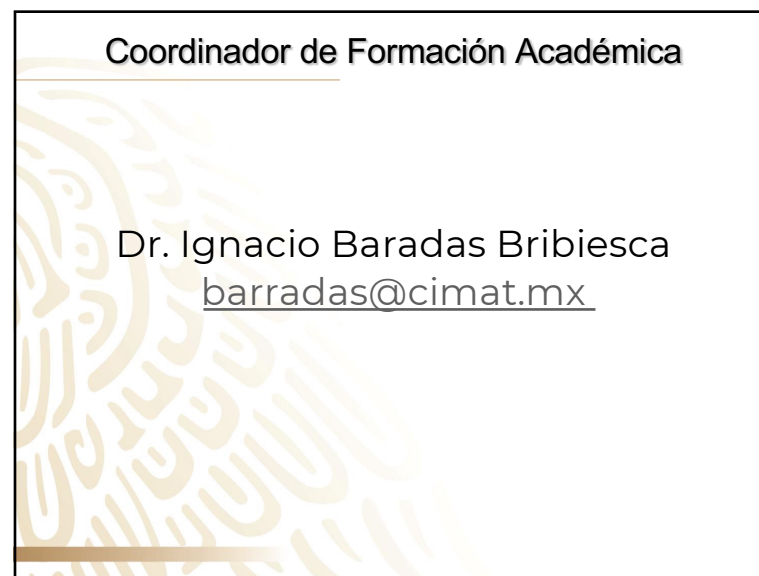 Coordinador de Formación Académica
Dr. Ignacio Baradas Bribiesca
barradas@cimat.mx